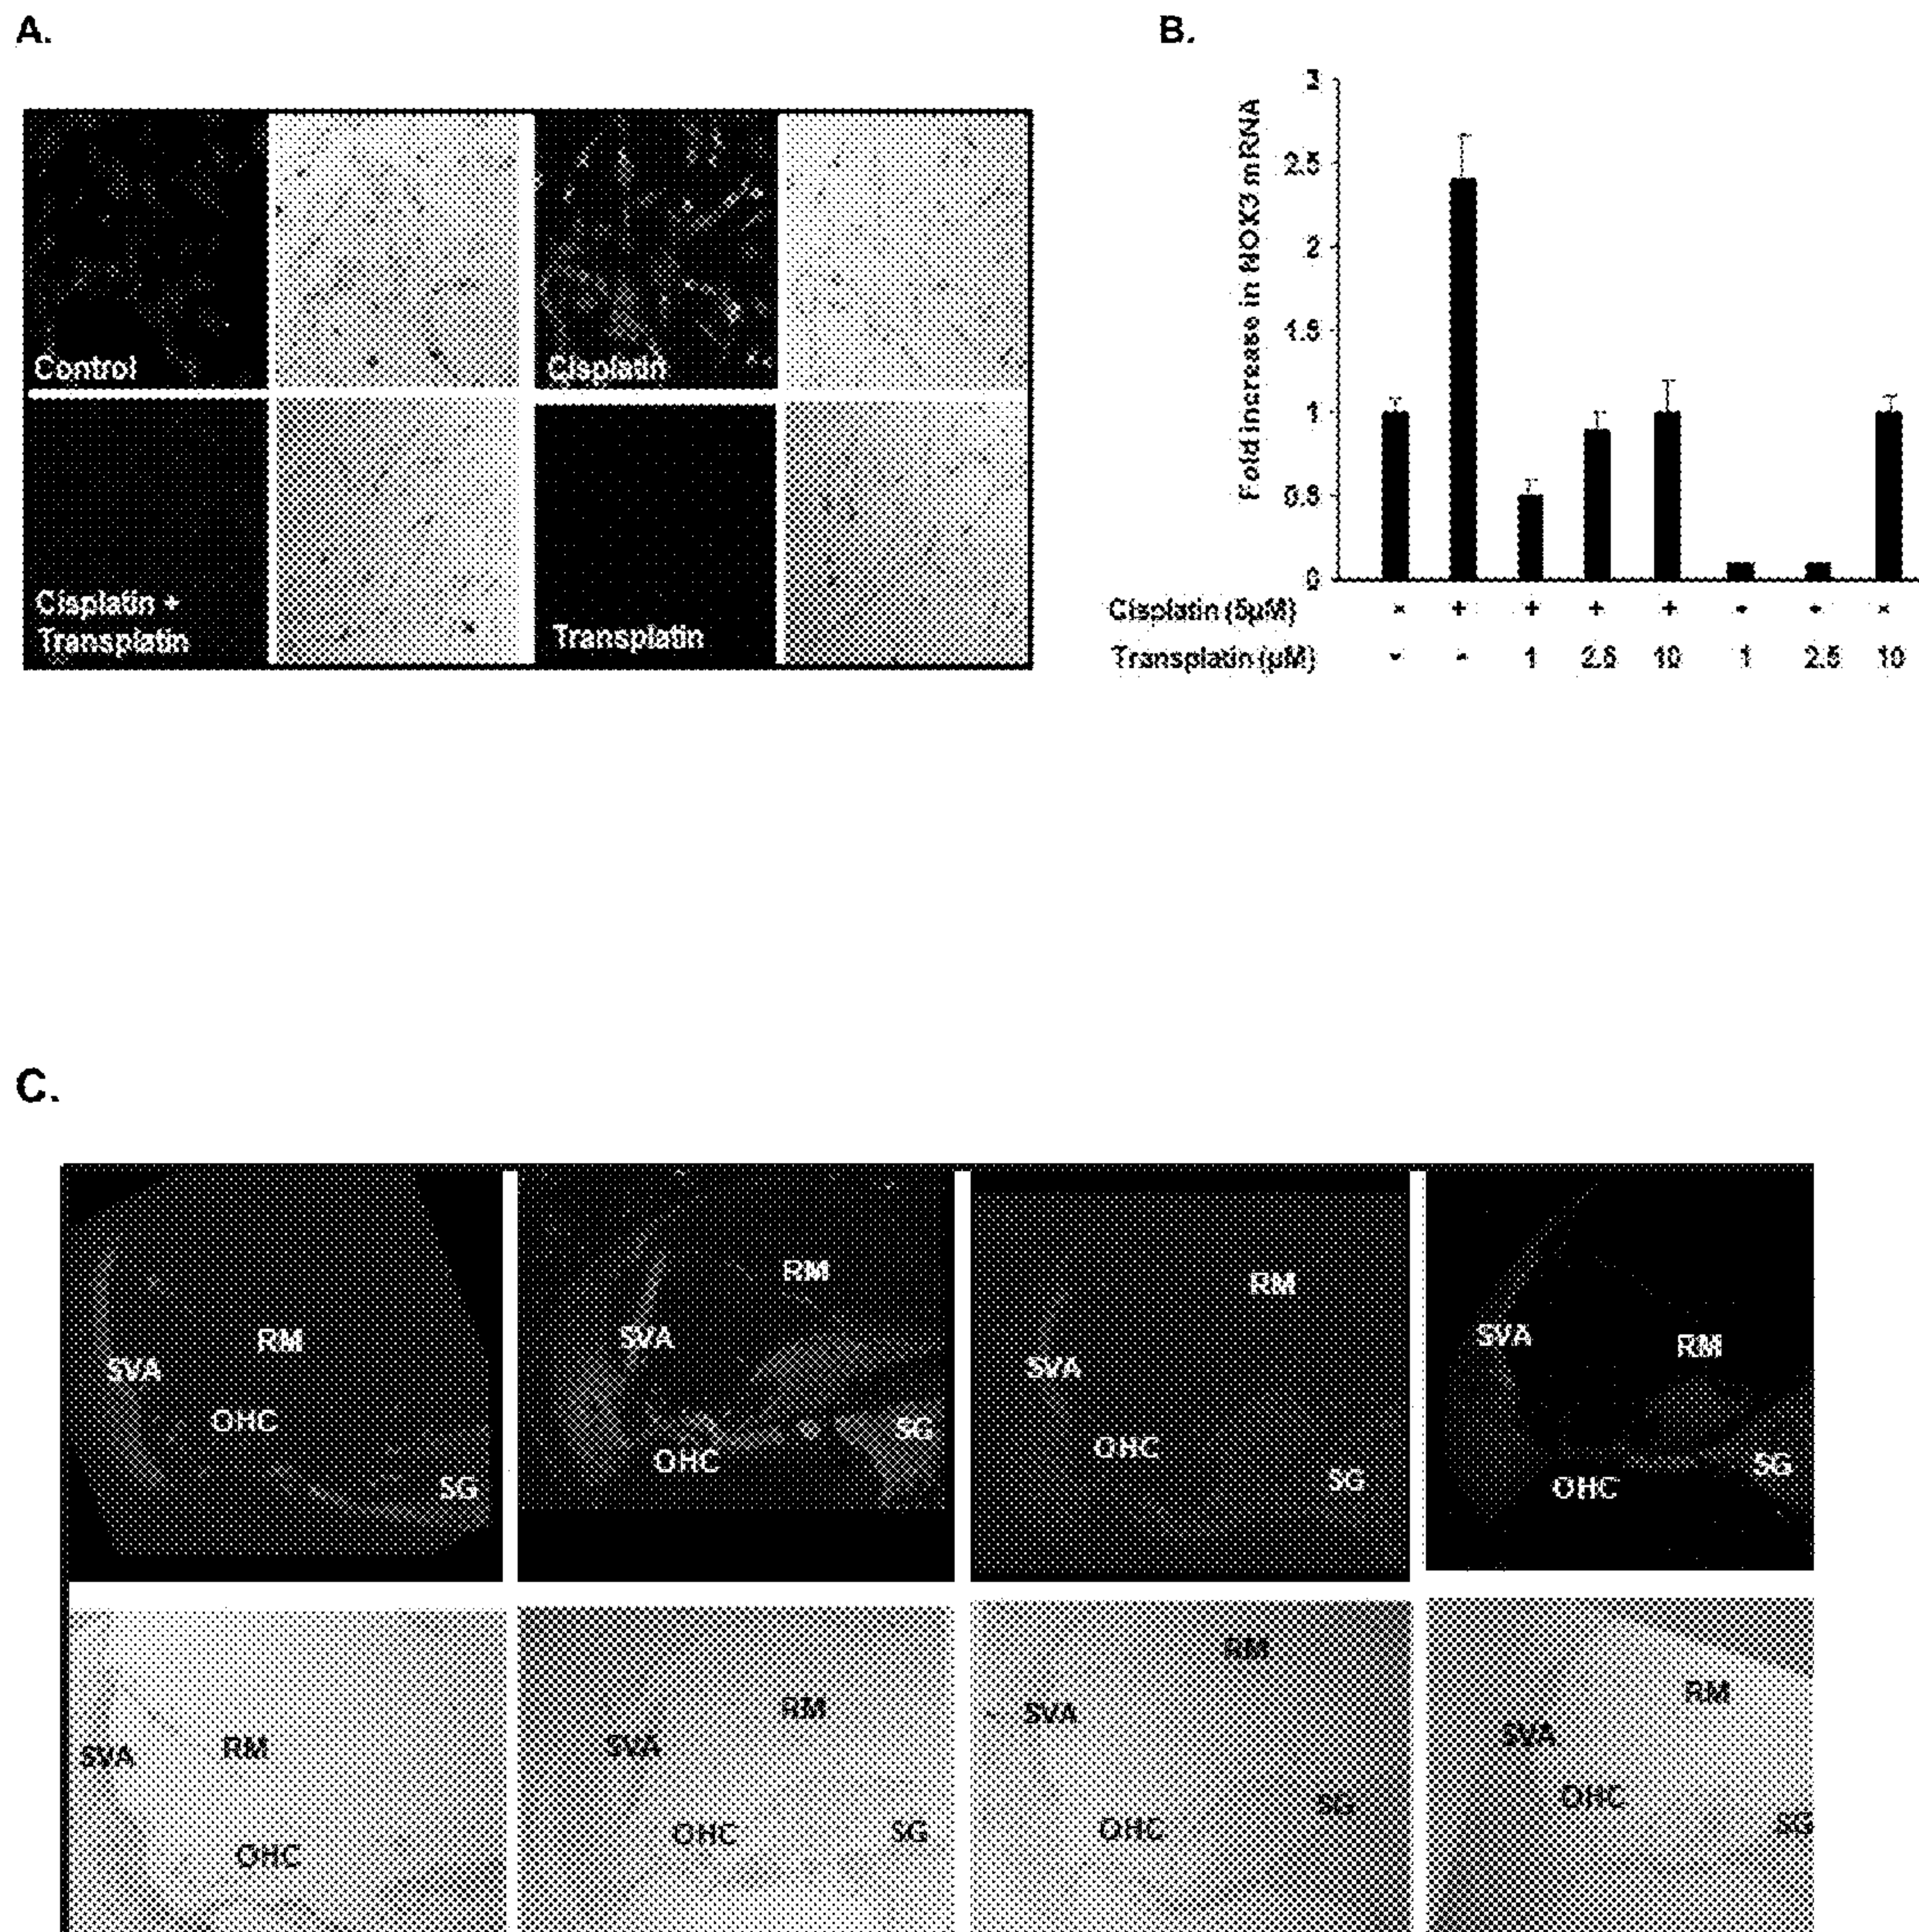 A.
Control
Cisplatin
Cisplatin +
Transplatin
Transplatin
B.
Fold increase in NOX3 mRNA
3
2.5
2
1.5
1
0.5
0
Cisplatin (5µM) - + + + + - - -
Transplatin (µM) - - 1 2.5 10 1 2.5 10
C.
RM
SVA
OHC
SG
RM
SVA
OHC
SG
RM
SVA
OHC
SG
RM
SVA
OHC
SG
SVA
RM
OHC
RM
SVA
OHC
SG
RM
SVA
OHC
SG
RM
SVA
OHC
SG